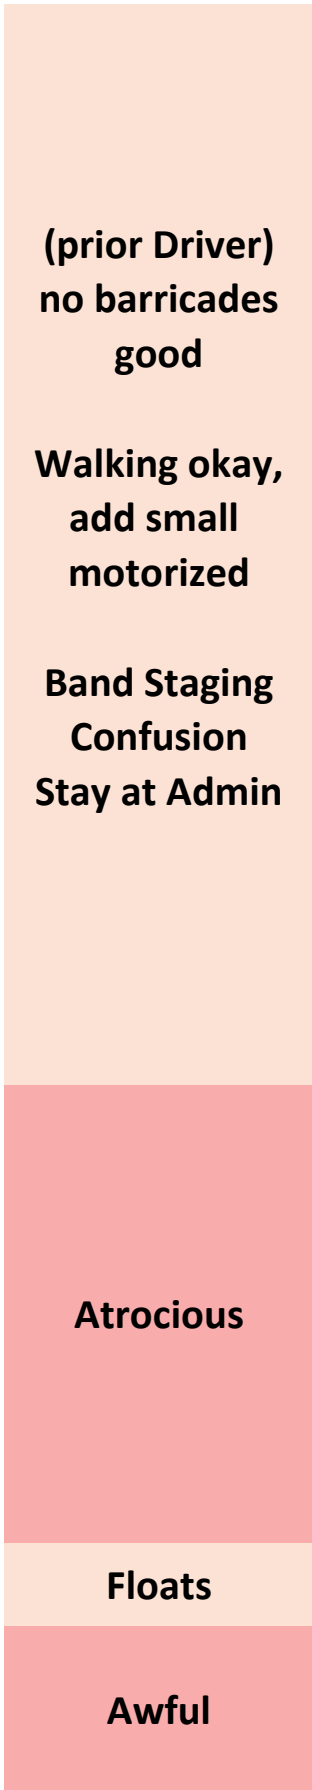 (prior Driver)
no barricades
good
Walking okay,
add small
motorized
Band Staging
Confusion
Stay at Admin
Atrocious
Floats
Awful